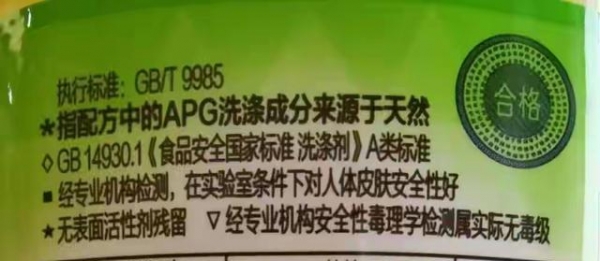 执行标准：GB/T 9985
*指配方中的APG洗涤成分来源于天然
◇GB 14930.1《食品安全国家标准 洗涤剂》A类标准
■ 经专业机构检测，在实验室条件下对人体皮肤安全性好
★无表面活性剂残留 ▽经专业机构安全性毒理学检测属实际无毒级
合格